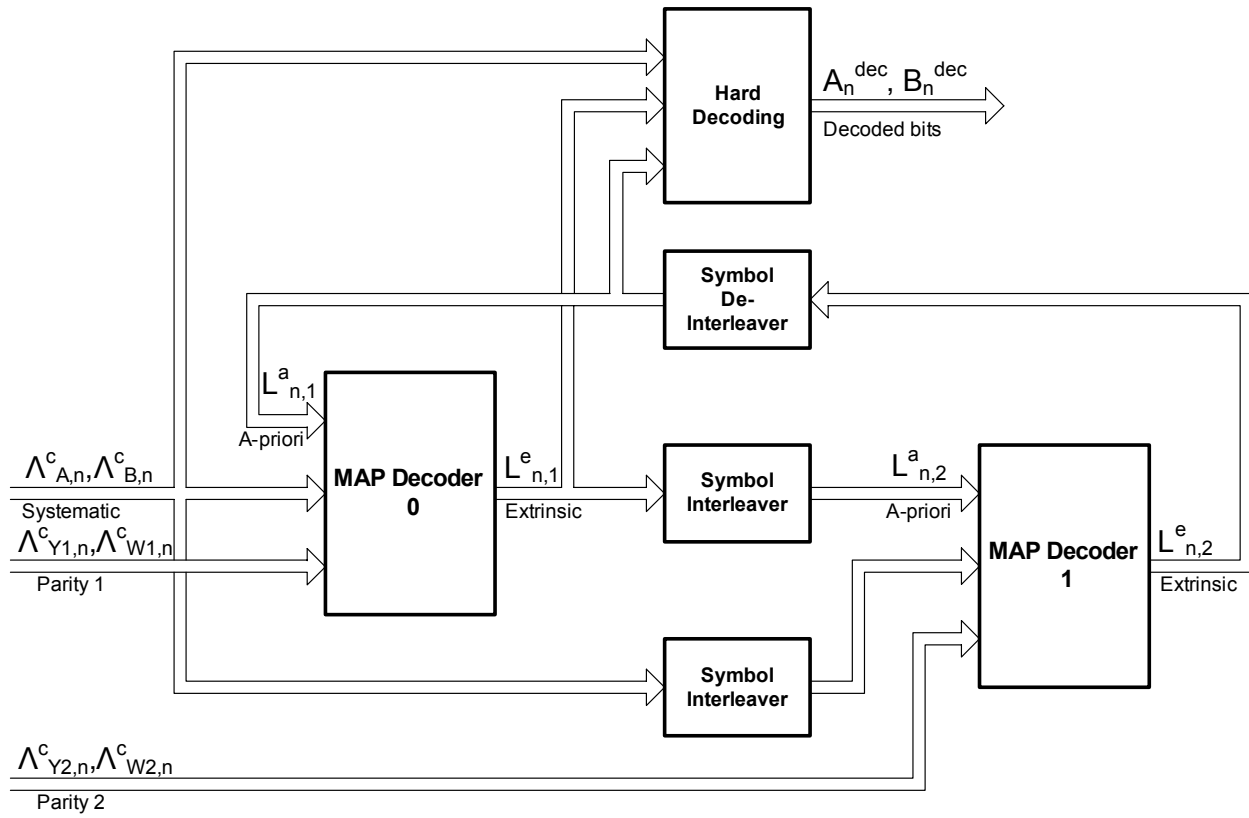 Hard
Decoding
A_n^dec, B_n^dec
Decoded bits
Symbol
De-
Interleaver
L^a_n,1
A-priori
Λ^c_A,n,Λ^c_B,n
Systematic
Λ^c_Y1,n,Λ^c_W1,n
Parity 1
MAP Decoder
0
L^e_n,1
Extrinsic
Symbol
Interleaver
L^a_n,2
A-priori
MAP Decoder
1
L^e_n,2
Extrinsic
Symbol
Interleaver
Λ^c_Y2,n,Λ^c_W2,n
Parity 2